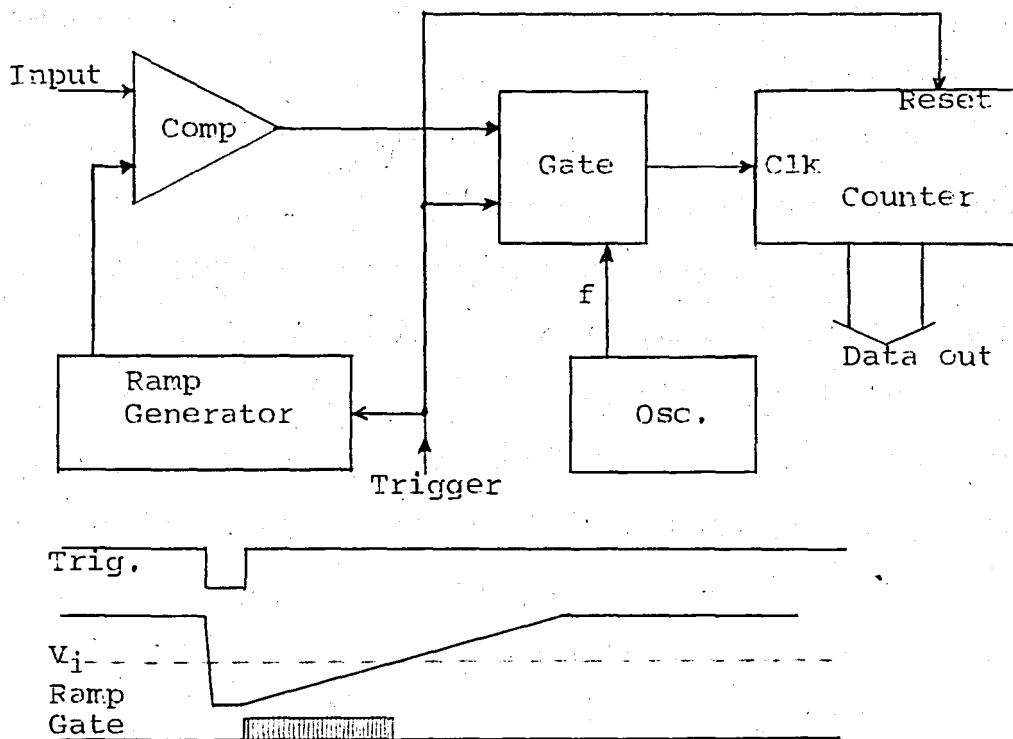 Input
Comp
Gate
Reset
Clk
Counter
f
Data out
Ramp
Generator
Osc.
Trigger
Trig.
Vi
Ramp
Gate